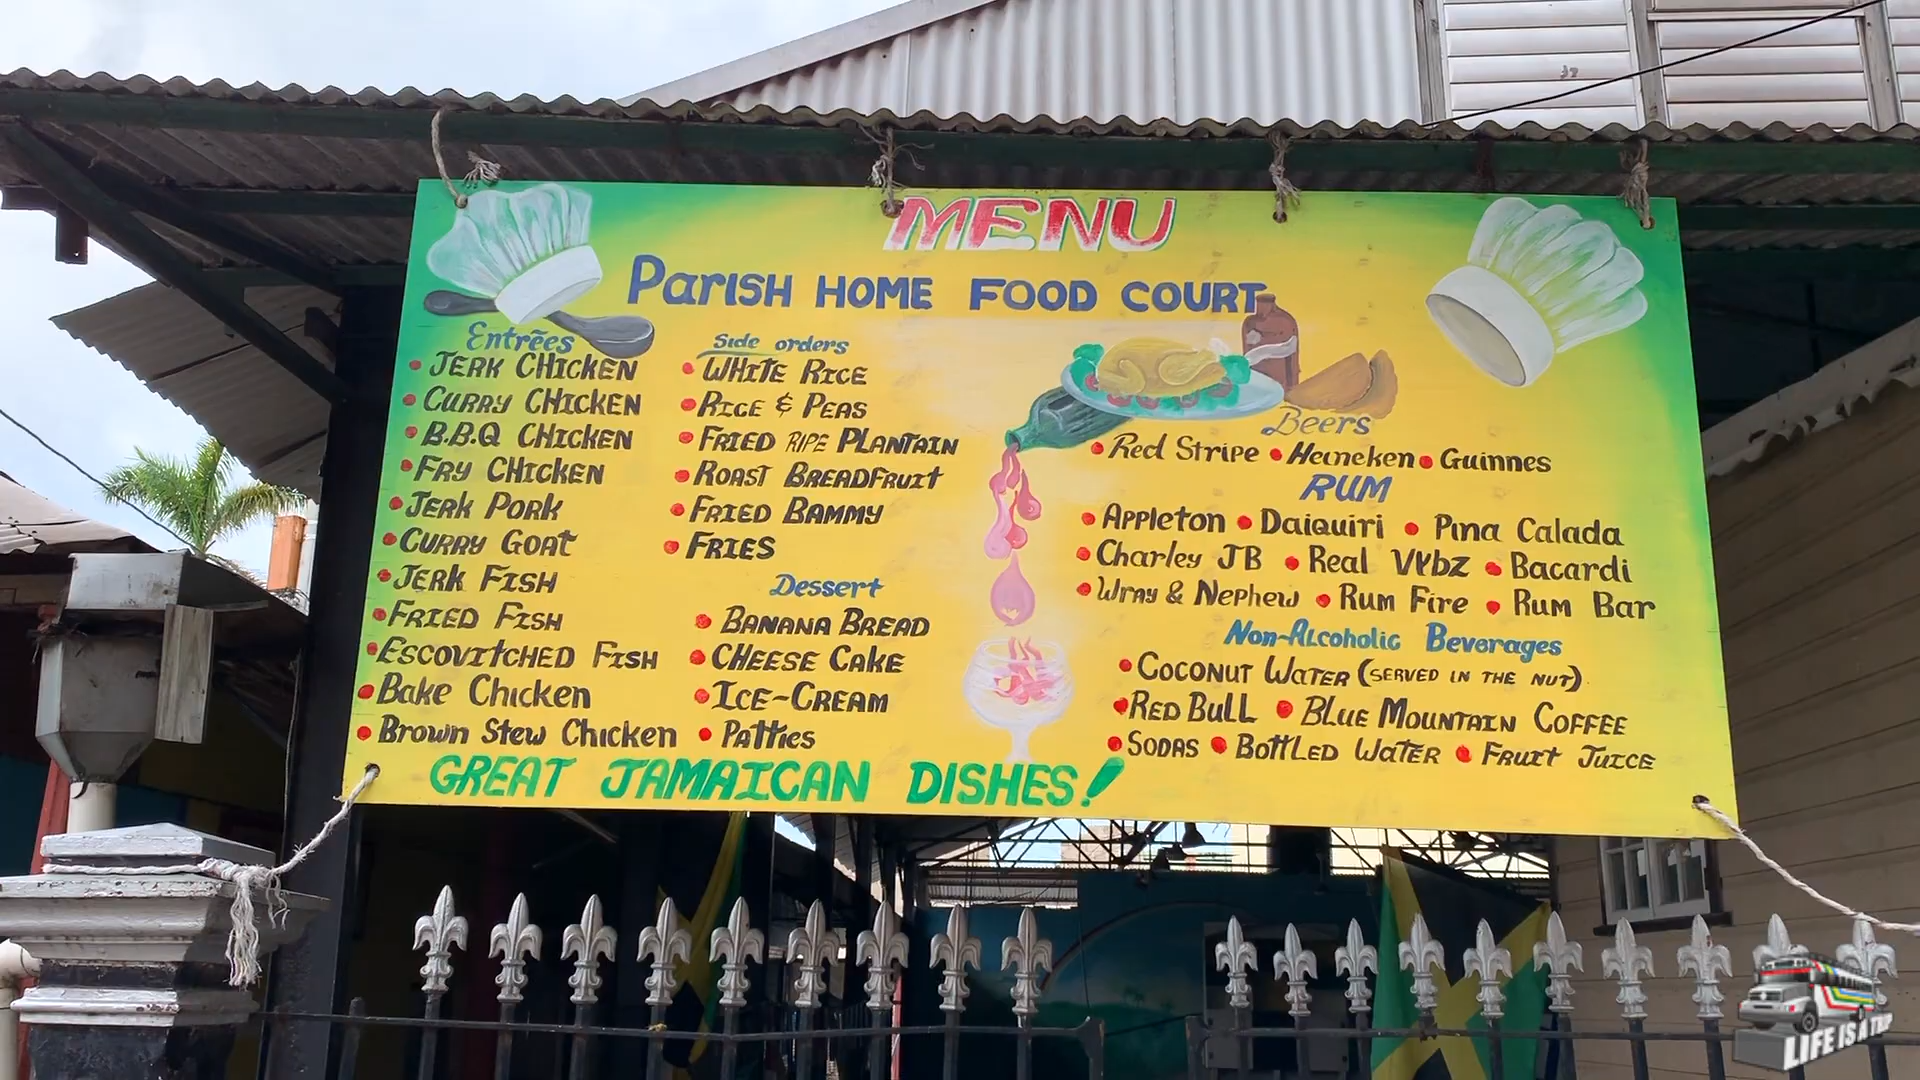 MENU
Parish HOME FOOD COURT
Entrẽes
JERK CHICKEN
CURRY CHICKEN
B.B.Q CHICKEN
FRY CHICKEN
JERK PORK
CURRY GOAT
JERK FISH
FRIED FISH
ESCOVITCHED FISH
Bake Chicken
Brown Stew Chicken
Side orders
WHITE RICE
RICE & PEAS
FRIED RIPE PLANTAIN
ROAST BREADFRUIT
FRIED BAMMY
FRIES
Dessert
BANANA BREAD
CHEESE CAKE
ICE-CREAM
Patties
Beers
Red Stripe • Heineken • Guinnes
RUM
Appleton • Daiquiri • Pina Calada
Charley JB • Real Vybz • Bacardi
Wray & Nephew • Rum Fire • Rum Bar
Non-Alcoholic Beverages
COCONUT WATER (SERVED IN THE NUT)
RED BULL • BLUE MOUNTAIN COFFEE
SODAS • BOTTLED WATER • FRUIT JUICE
GREAT JAMAICAN DISHES!
LIFE IS A TRIP